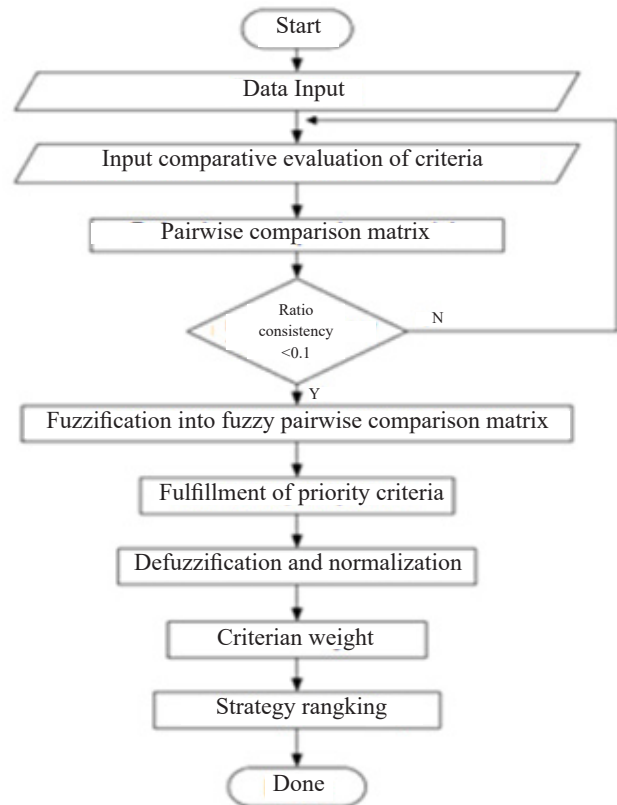 Start
Data Input
Input comparative evaluation of criteria
Pairwise comparison matrix
Ratio
consistency
<0.1
N
Y
Fuzzification into fuzzy pairwise comparison matrix
Fulfillment of priority criteria
Defuzzification and normalization
Criterian weight
Strategy rangking
Done